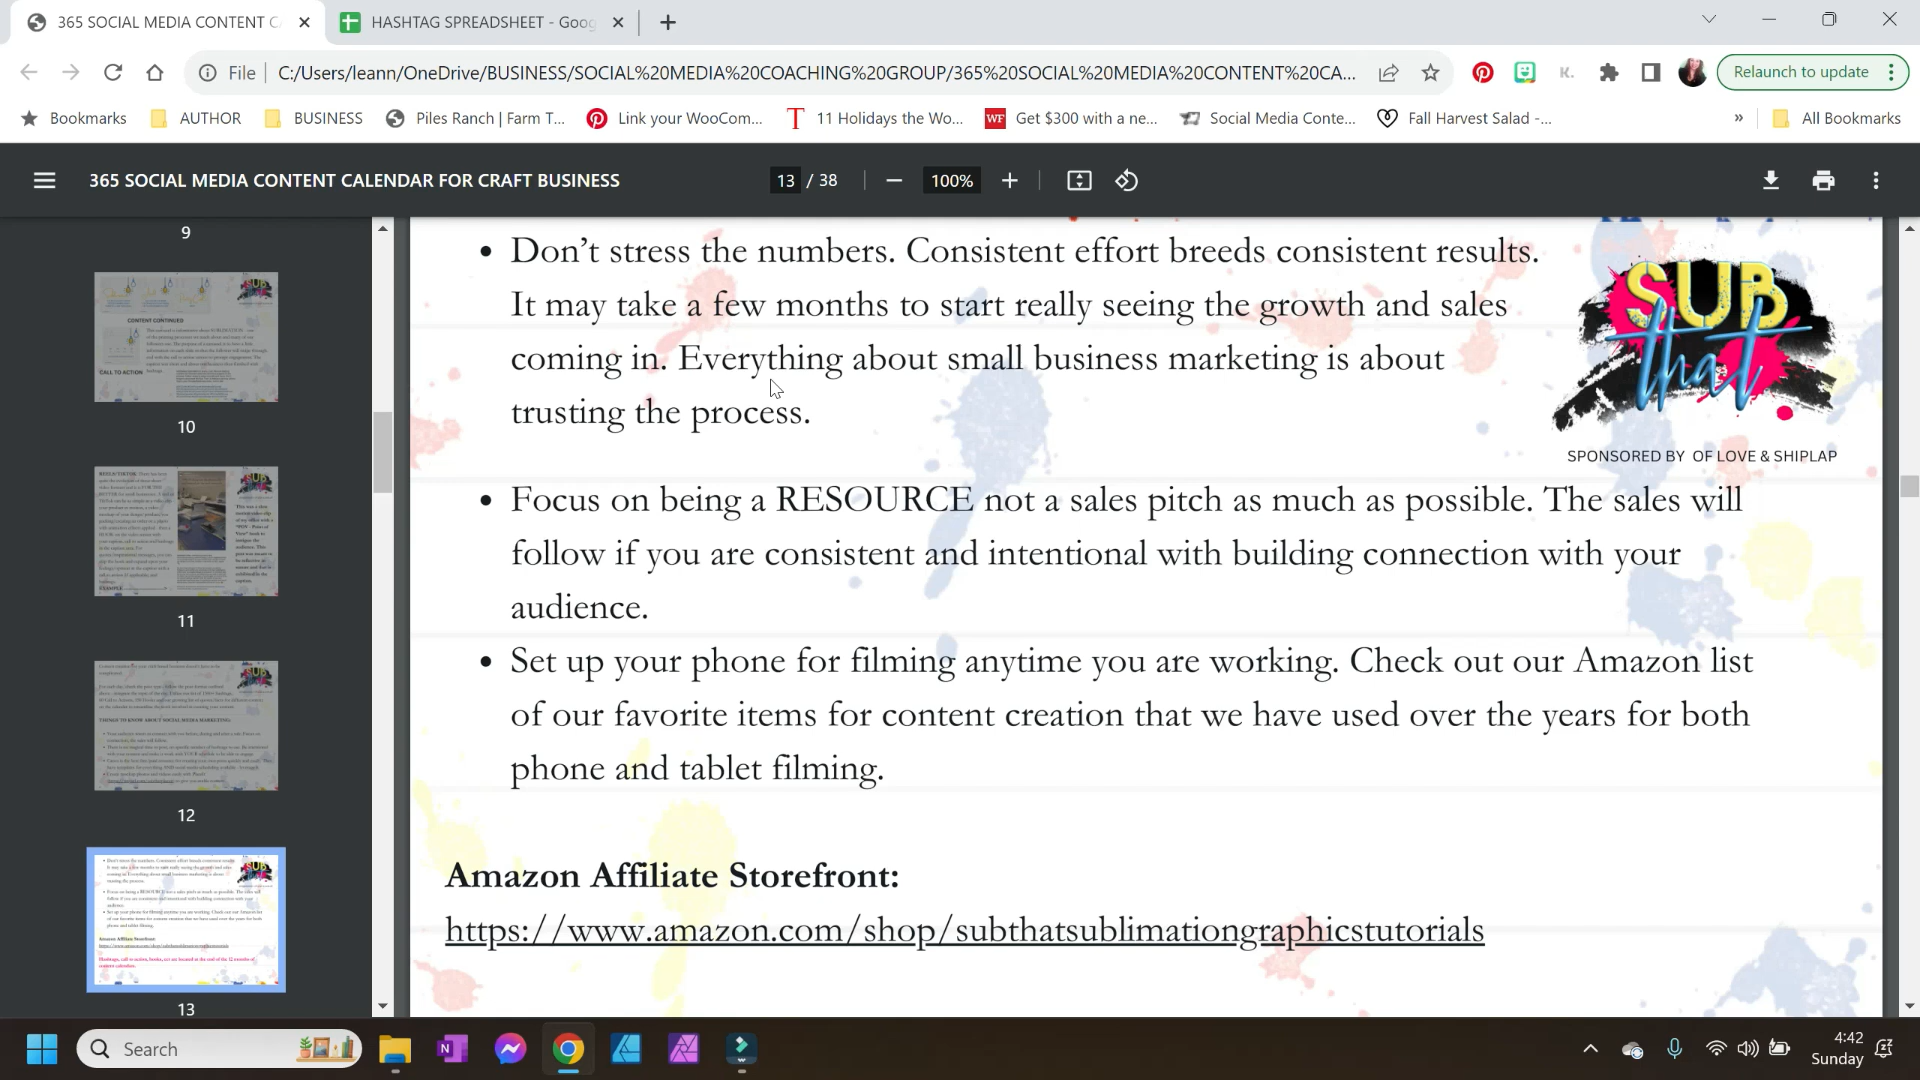 365 SOCIAL MEDIA CONTENT C
HASHTAG SPREADSHEET - Goog
File
C:/Users/leann/OneDrive/BUSINESS/SOCIAL%20MEDIA%20COACHING%20GROUP/365%20SOCIAL%20MEDIA%20CONTENT%20CA...
K.
Relaunch to update
Bookmarks
AUTHOR
BUSINESS
Piles Ranch | Farm T...
Link your WooCom...
T
11 Holidays the Wo...
WF
Get $300 with a ne...
Social Media Conte...
Fall Harvest Salad -...
»
All Bookmarks
365 SOCIAL MEDIA CONTENT CALENDAR FOR CRAFT BUSINESS
13 / 38
100%
9
CONTENT CONTINUED
CALL TO ACTION
10
11
12
13
• Don’t stress the numbers. Consistent effort breeds consistent results.
It may take a few months to start really seeing the growth and sales
coming in. Everything about small business marketing is about
trusting the process.
SUB
that
SPONSORED BY OF LOVE & SHIPLAP
• Focus on being a RESOURCE not a sales pitch as much as possible. The sales will
follow if you are consistent and intentional with building connection with your
audience.
• Set up your phone for filming anytime you are working. Check out our Amazon list
of our favorite items for content creation that we have used over the years for both
phone and tablet filming.
Amazon Affiliate Storefront:
https://www.amazon.com/shop/subthatsublimationgraphicstutorials
Search
N
4:42
Sunday